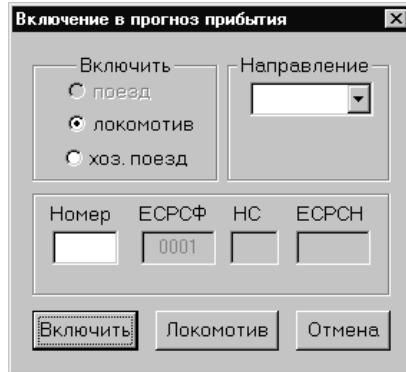 Включение в прогноз прибытия
Включить Направление
поезд
локомотив
хоз. поезд
Номер ЕСРСФ НС ЕСРСН
0001
Включить Локомотив Отмена